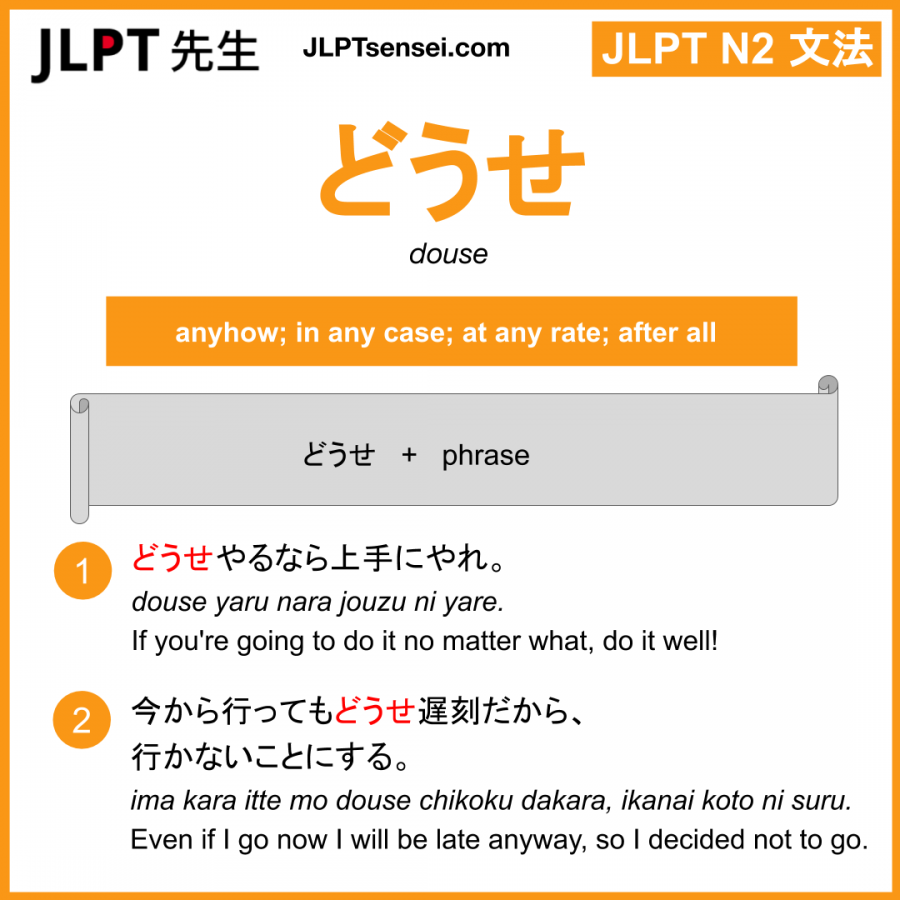 JLPT 先生
JLPTsensei.com
JLPT N2 文法
どうせ
douse
anyhow; in any case; at any rate; after all
どうせ + phrase
1
どうせやるなら上手にやれ。
douse yaru nara jouzu ni yare.
If you're going to do it no matter what, do it well!
2
今から行ってもどうせ遅刻だから、
行かないことにする。
ima kara itte mo douse chikoku dakara, ikanai koto ni suru.
Even if I go now I will be late anyway, so I decided not to go.